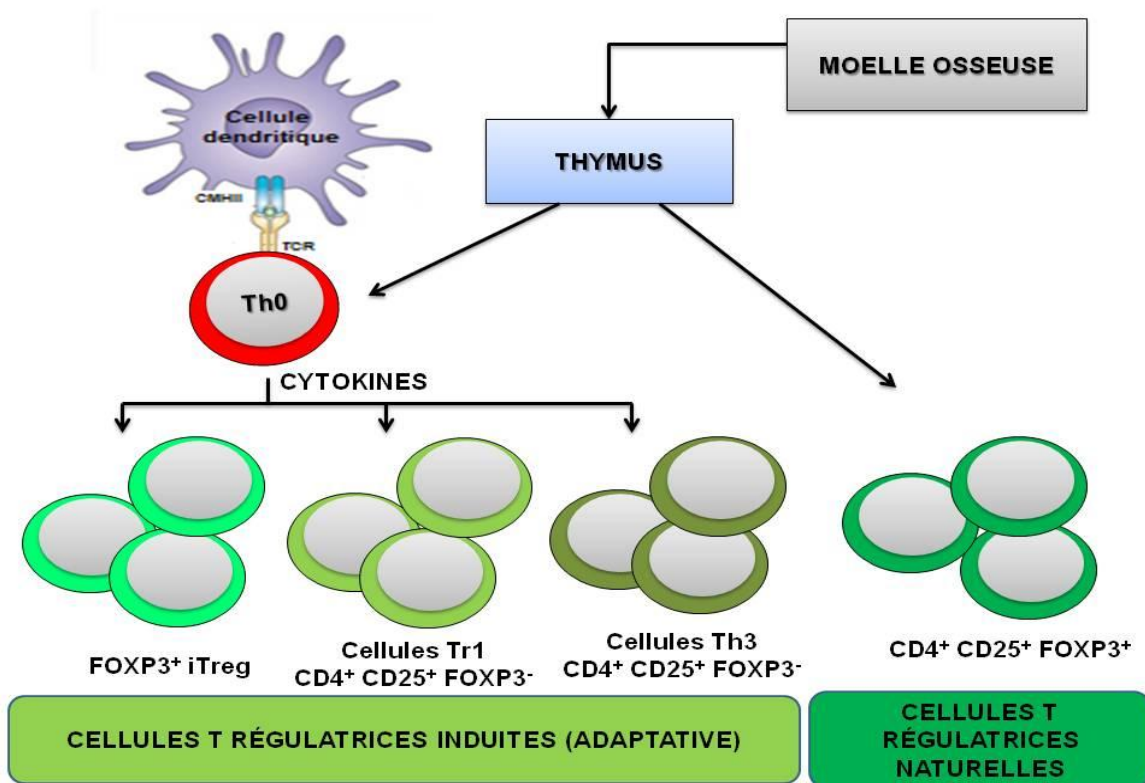 MOELLE OSSEUSE
Cellule
dendritique
THYMUS
CMHII
TCR
Th0
CYTOKINES
FOXP3⁺ iTreg
Cellules Tr1
CD4⁺ CD25⁺ FOXP3⁻
Cellules Th3
CD4⁺ CD25⁺ FOXP3⁻
CD4⁺ CD25⁺ FOXP3⁺
CELLULES T RÉGULATRICES INDUITES (ADAPTATIVE)
CELLULES T
RÉGULATRICES
NATURELLES